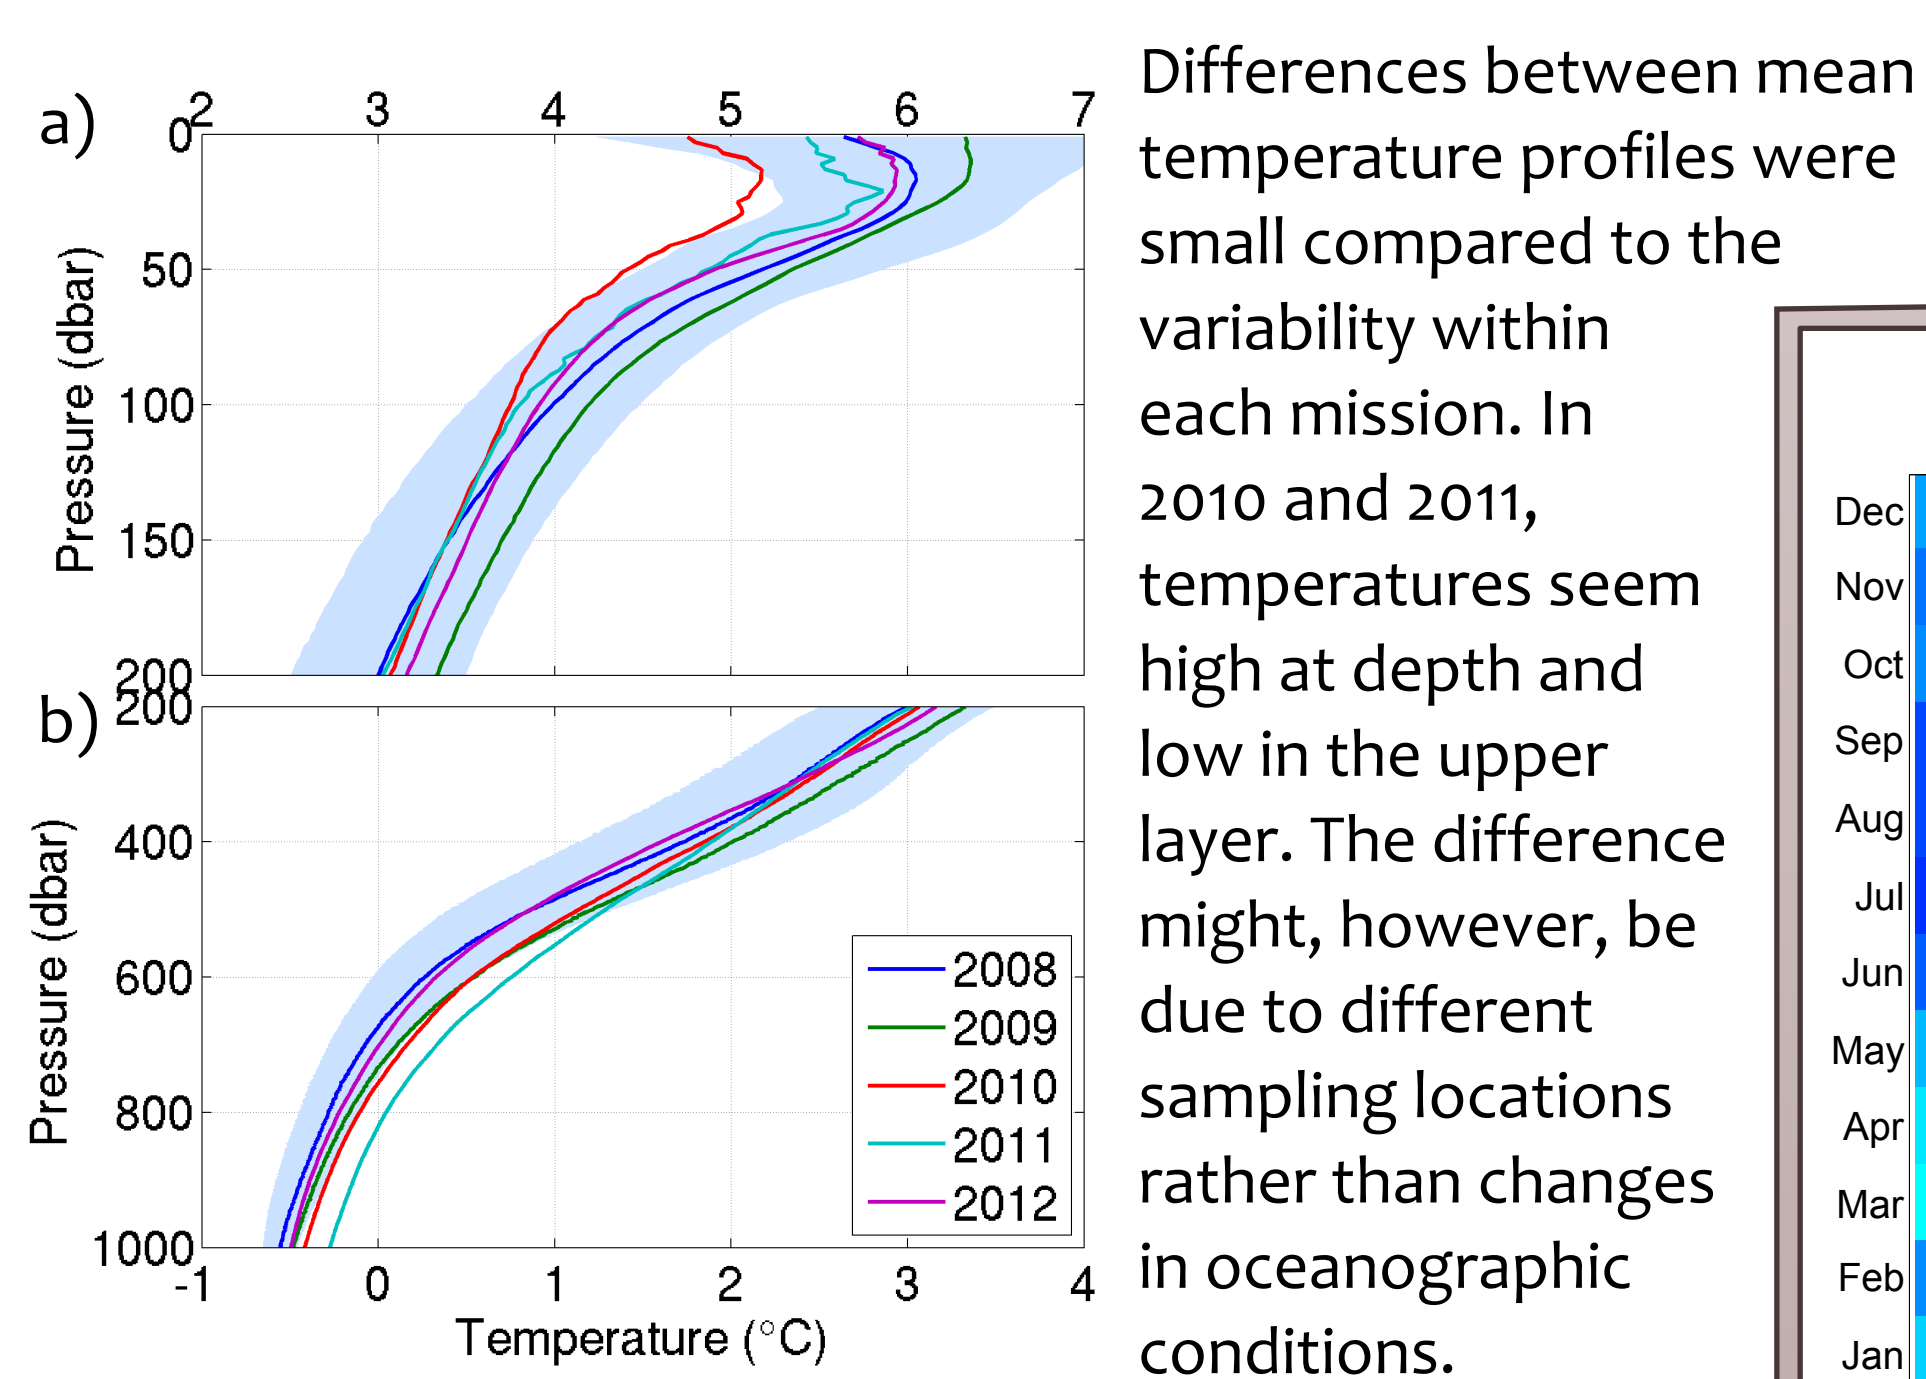 a)
2 3 4 5 6 7
0
50
100
150
200
Pressure (dbar)
b)
200
400
600
800
1000
Pressure (dbar)
-1 0 1 2 3 4
Temperature (°C)
2008
2009
2010
2011
2012
Differences between mean
temperature profiles were
small compared to the
variability within
each mission. In
2010 and 2011,
temperatures seem
high at depth and
low in the upper
layer. The difference
might, however, be
due to different
sampling locations
rather than changes
in oceanographic
conditions.
Dec
Nov
Oct
Sep
Aug
Jul
Jun
May
Apr
Mar
Feb
Jan